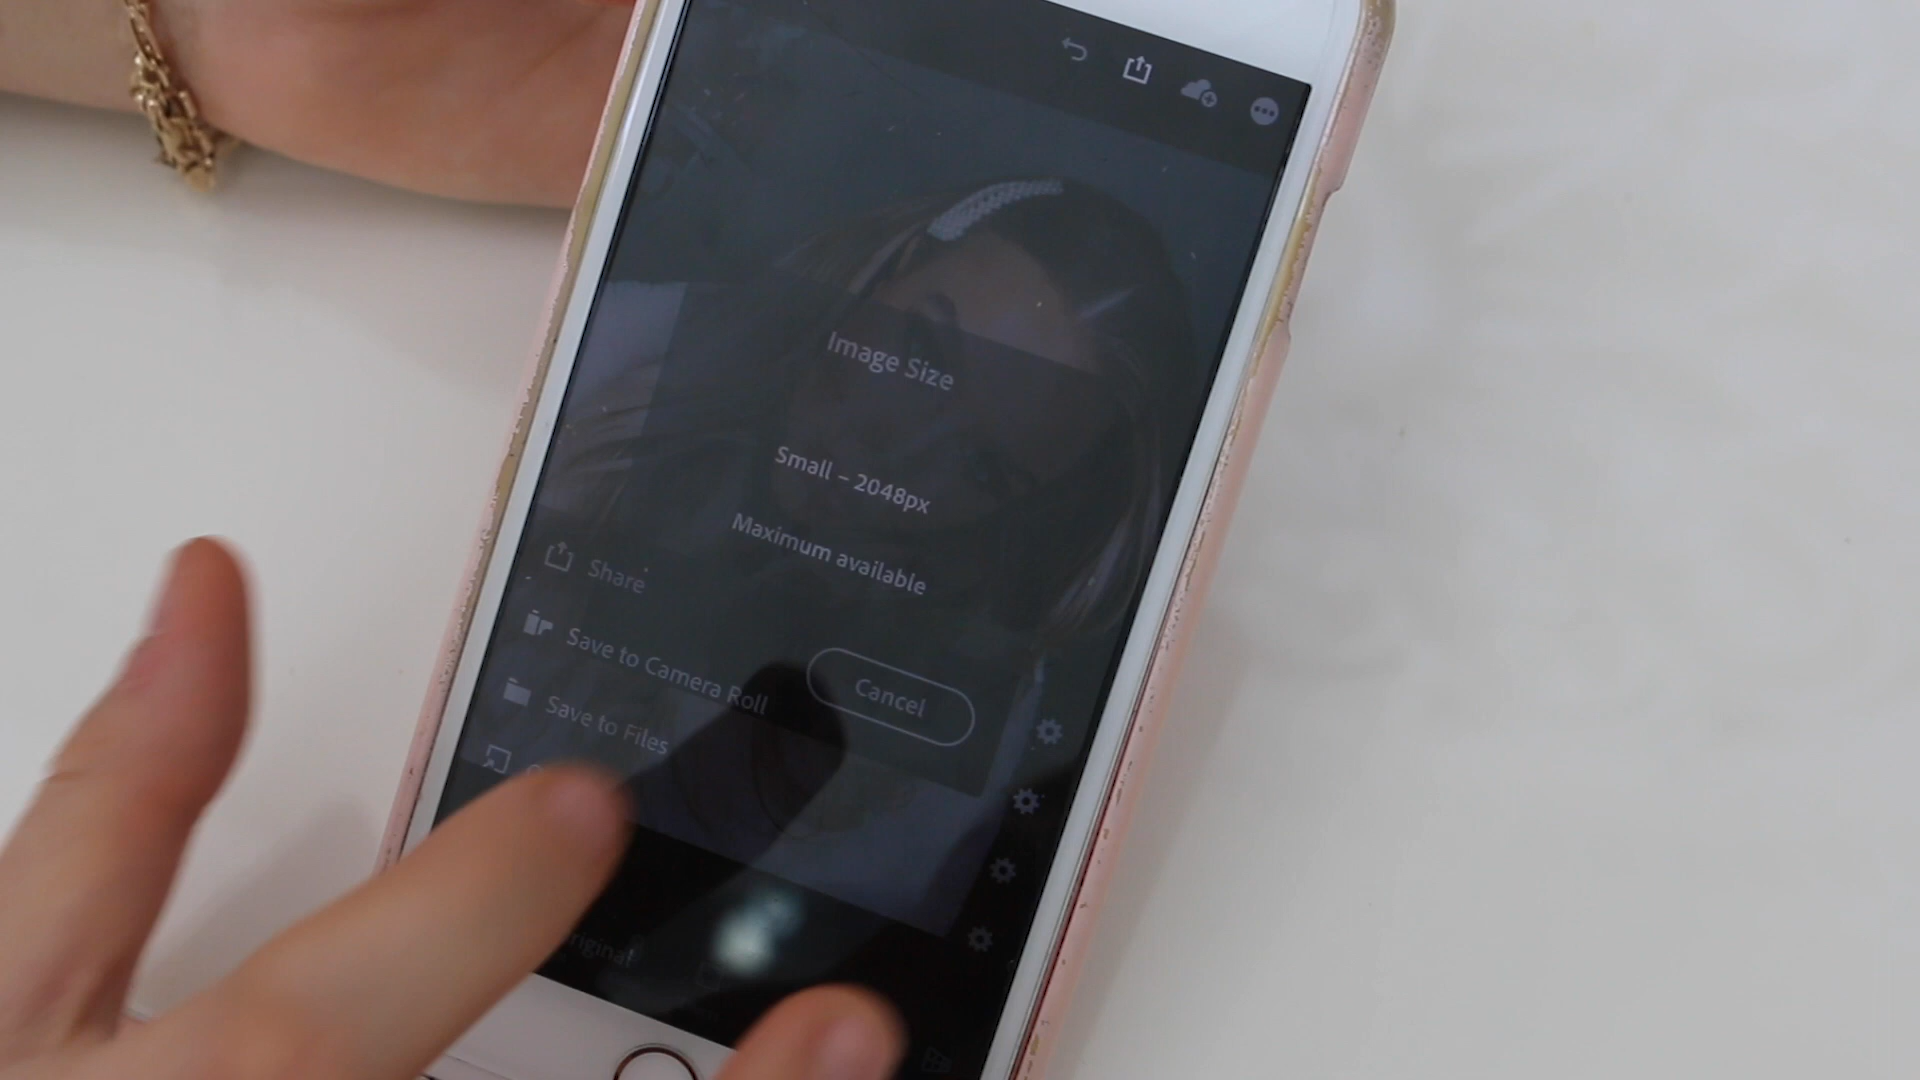 Image Size
Small – 2048px
Maximum available
Cancel
Share
Save to Camera Roll
Save to Files